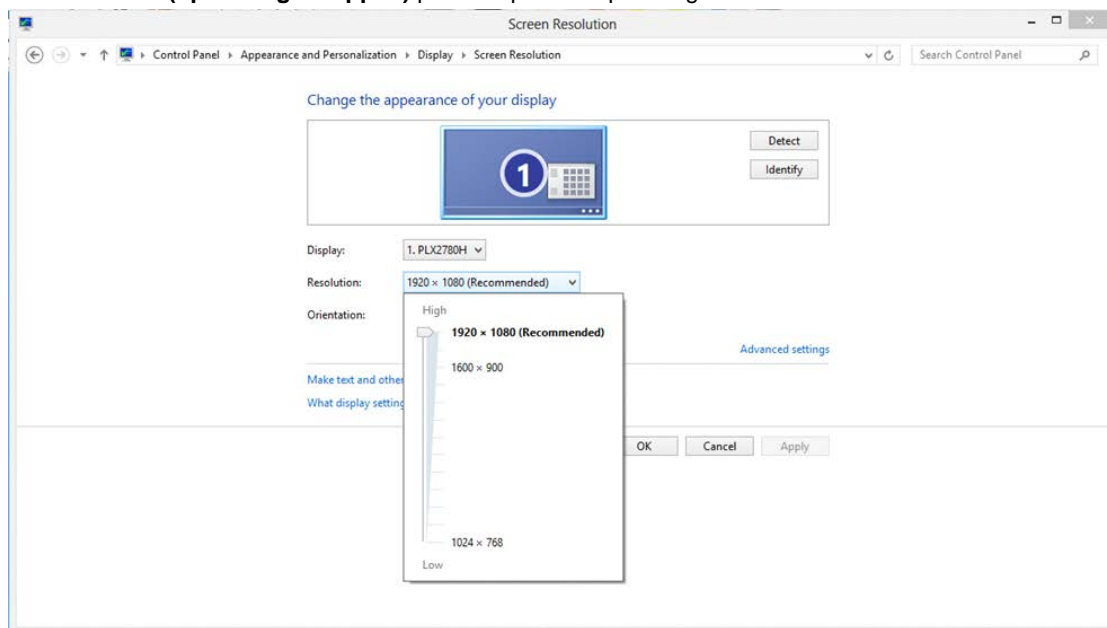 Screen Resolution
Control Panel Appearance and Personalization Display Screen Resolution
Search Control Panel
Change the appearance of your display
1
Detect
Identify
Display: 1. PLX2780H
Resolution: 1920 × 1080 (Recommended)
Orientation:
High
1920 × 1080 (Recommended)
1600 × 900
1024 × 768
Low
Advanced settings
Make text and other
What display
OK Cancel Apply